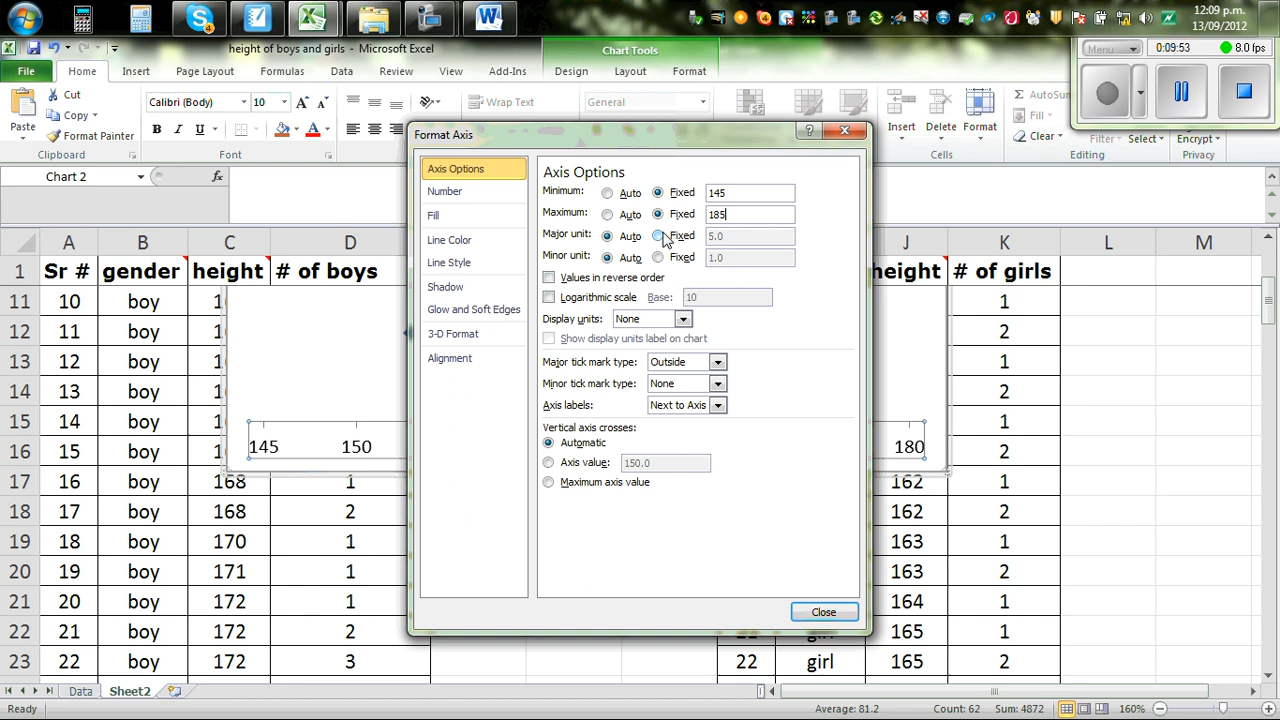 12:09 p.m.
13/09/2012
height of boys and girls - Microsoft Excel
Chart Tools
Menu
00:09:53
8.0 fps
File
Home
Insert
Page Layout
Formulas
Data
Review
View
Add-Ins
Design
Layout
Format
Cut
Copy
Format Painter
Paste
Clipboard
Calibri (Body)
10
B I U
A A
Font
Wrap Text
General
Insert
Delete
Format
Cells
AutoSum
Fill
Clear
Filter
Select
Editing
Encrypt
Privacy
Chart 2
fx
Format Axis
Axis Options
Number
Fill
Line Color
Line Style
Shadow
Glow and Soft Edges
3-D Format
Alignment
Axis Options
Minimum: Auto Fixed 145
Maximum: Auto Fixed 185
Major unit: Auto Fixed 5.0
Minor unit: Auto Fixed 1.0
Values in reverse order
Logarithmic scale Base: 10
Display units: None
Show display units label on chart
Major tick mark type: Outside
Minor tick mark type: None
Axis labels: Next to Axis
Vertical axis crosses:
Automatic
Axis value: 150.0
Maximum axis value
Close
A B C D J K L M
1 Sr # gender height # of boys height # of girls
11 10 boy 1
12 11 boy 2
13 12 boy 1
14 13 boy 2
15 14 boy 1
16 15 boy 2
145 150 180
17 16 boy 168 1 162 1
18 17 boy 168 2 162 2
19 18 boy 170 1 163 1
20 19 boy 171 1 163 2
21 20 boy 172 1 164 1
22 21 boy 172 2 girl 165 1
23 22 boy 172 3 22 girl 165 2
Data
Sheet2
Ready
Average: 81.2
Count: 62
Sum: 4872
160%